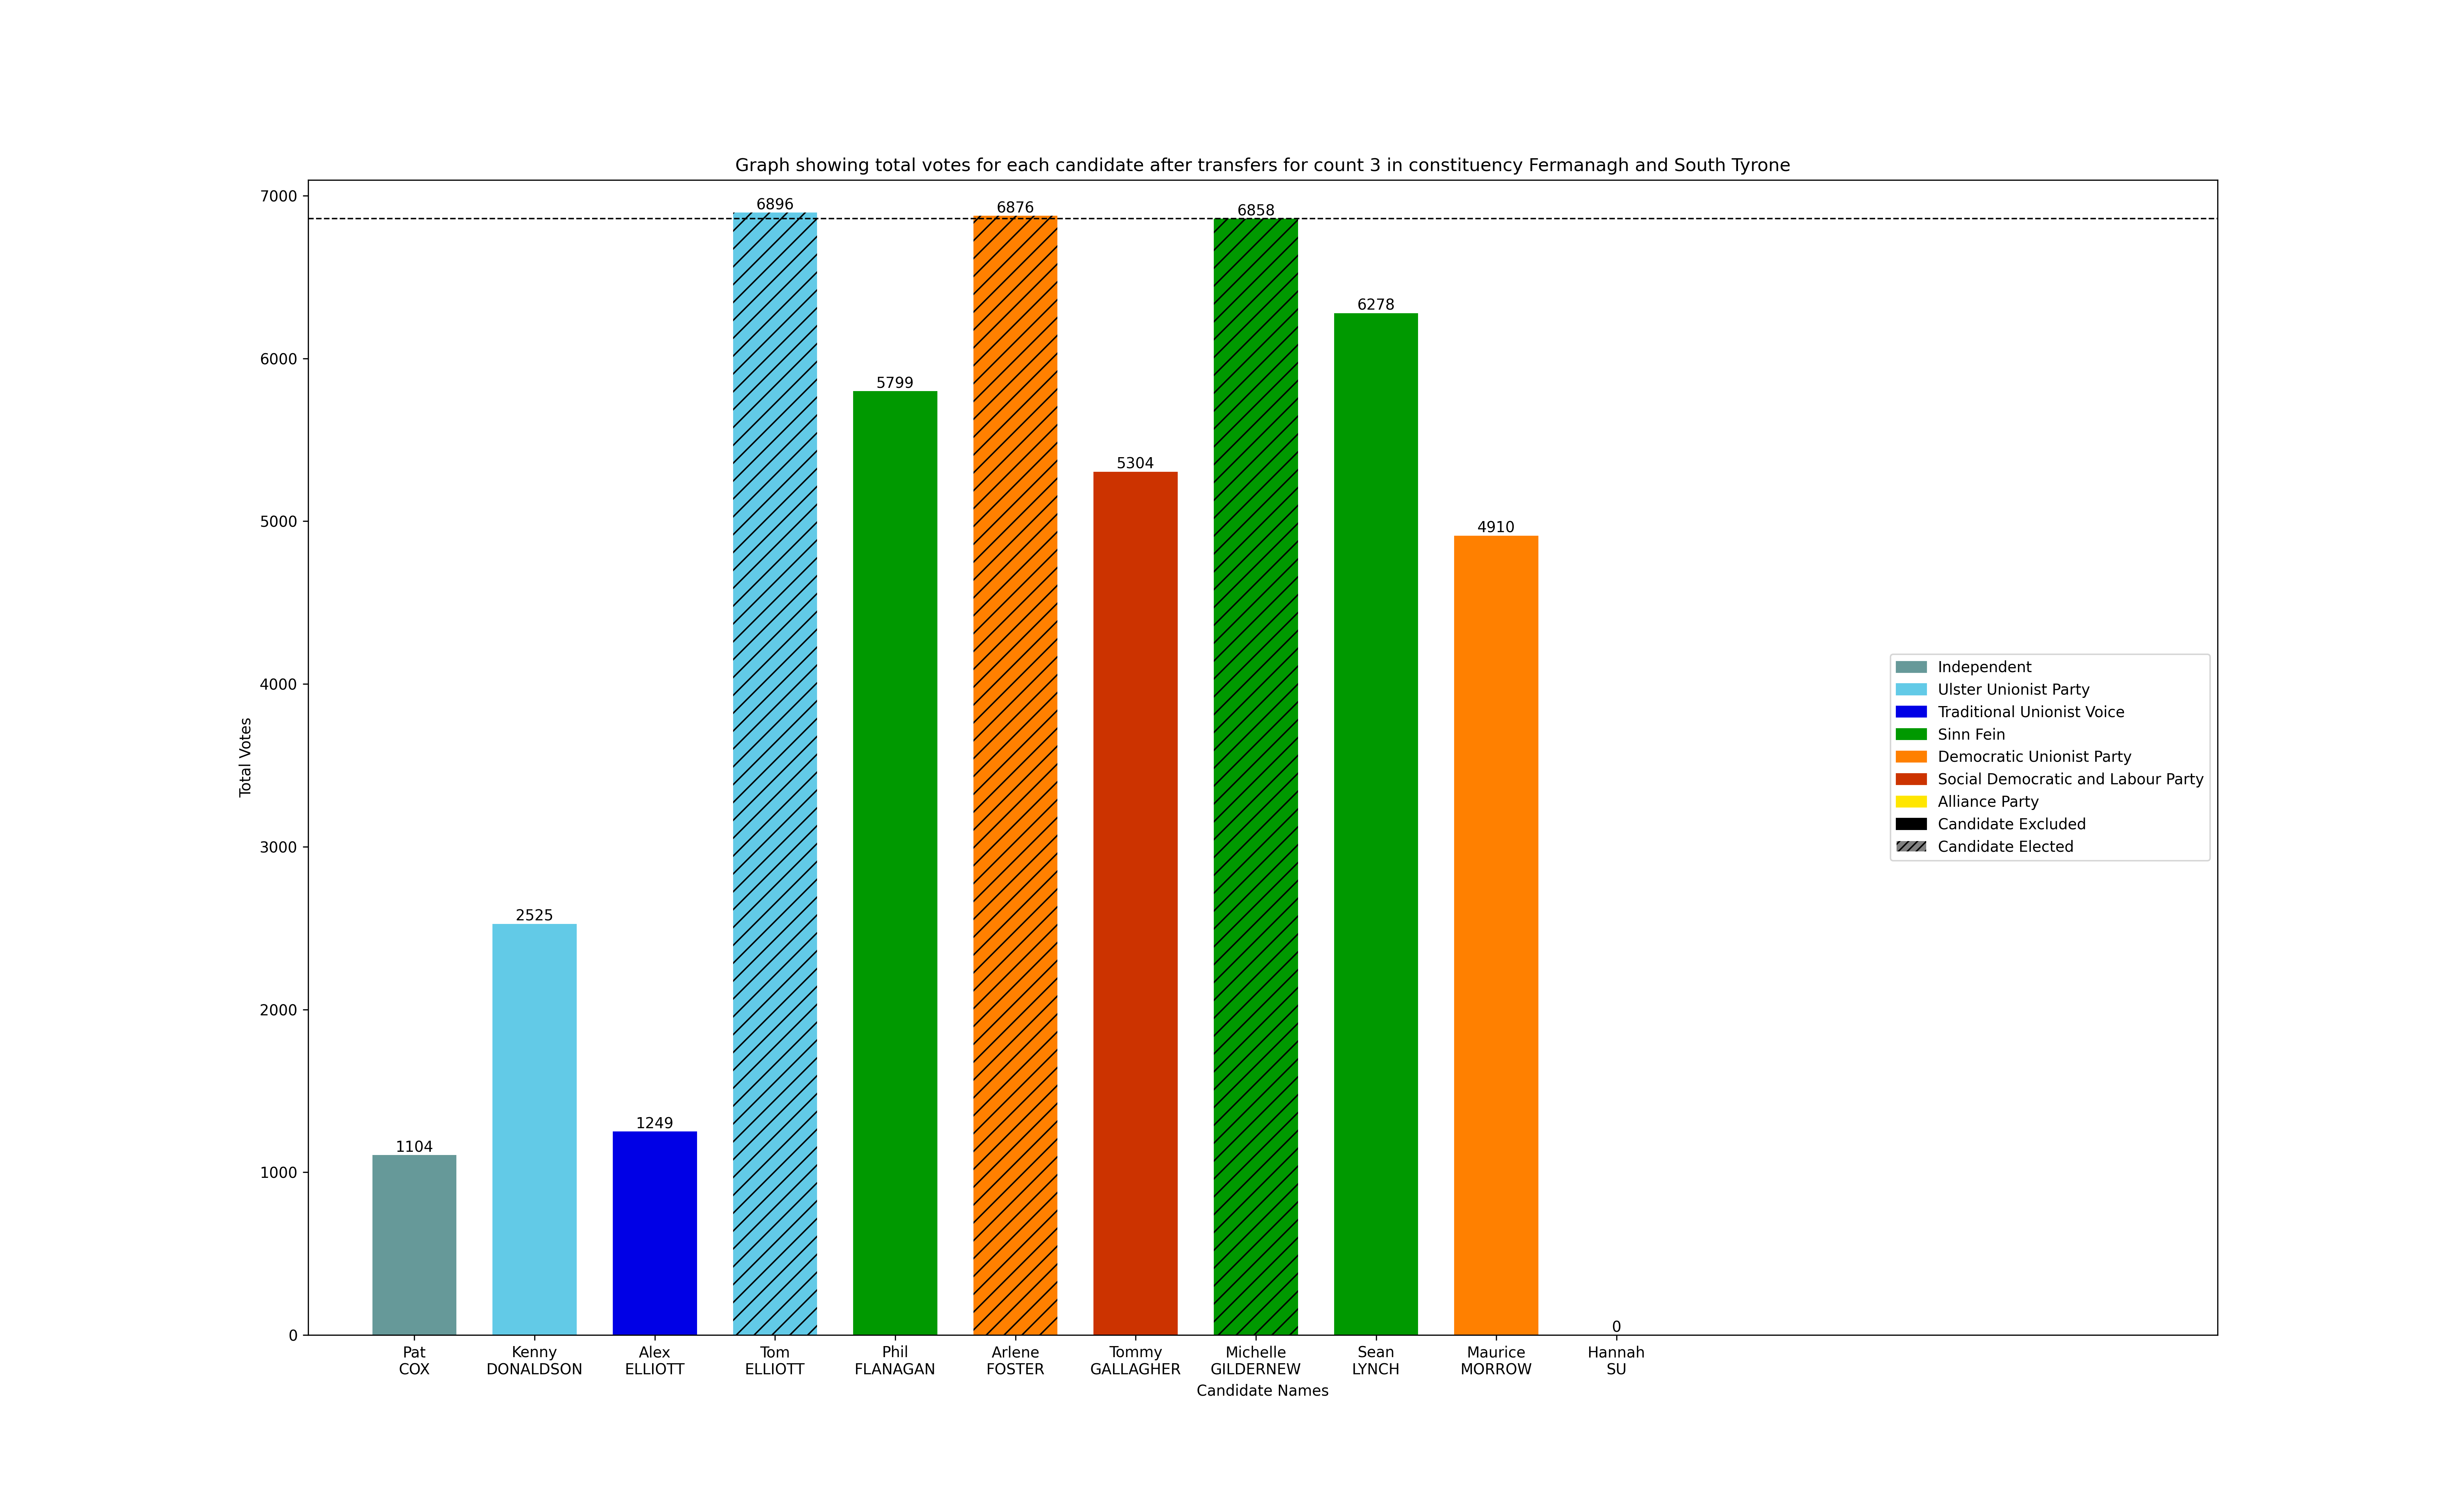 Graph showing total votes for each candidate after transfers for count 3 in constituency Fermanagh and South Tyrone
7000
6000
5000
4000
3000
2000
1000
0
Total Votes
1104
2525
1249
6896
5799
6876
5304
6858
6278
4910
0
Pat
COX
Kenny
DONALDSON
Alex
ELLIOTT
Tom
ELLIOTT
Phil
FLANAGAN
Arlene
FOSTER
Tommy
GALLAGHER
Michelle
GILDERNEW
Sean
LYNCH
Maurice
MORROW
Hannah
SU
Candidate Names
Independent
Ulster Unionist Party
Traditional Unionist Voice
Sinn Fein
Democratic Unionist Party
Social Democratic and Labour Party
Alliance Party
Candidate Excluded
Candidate Elected